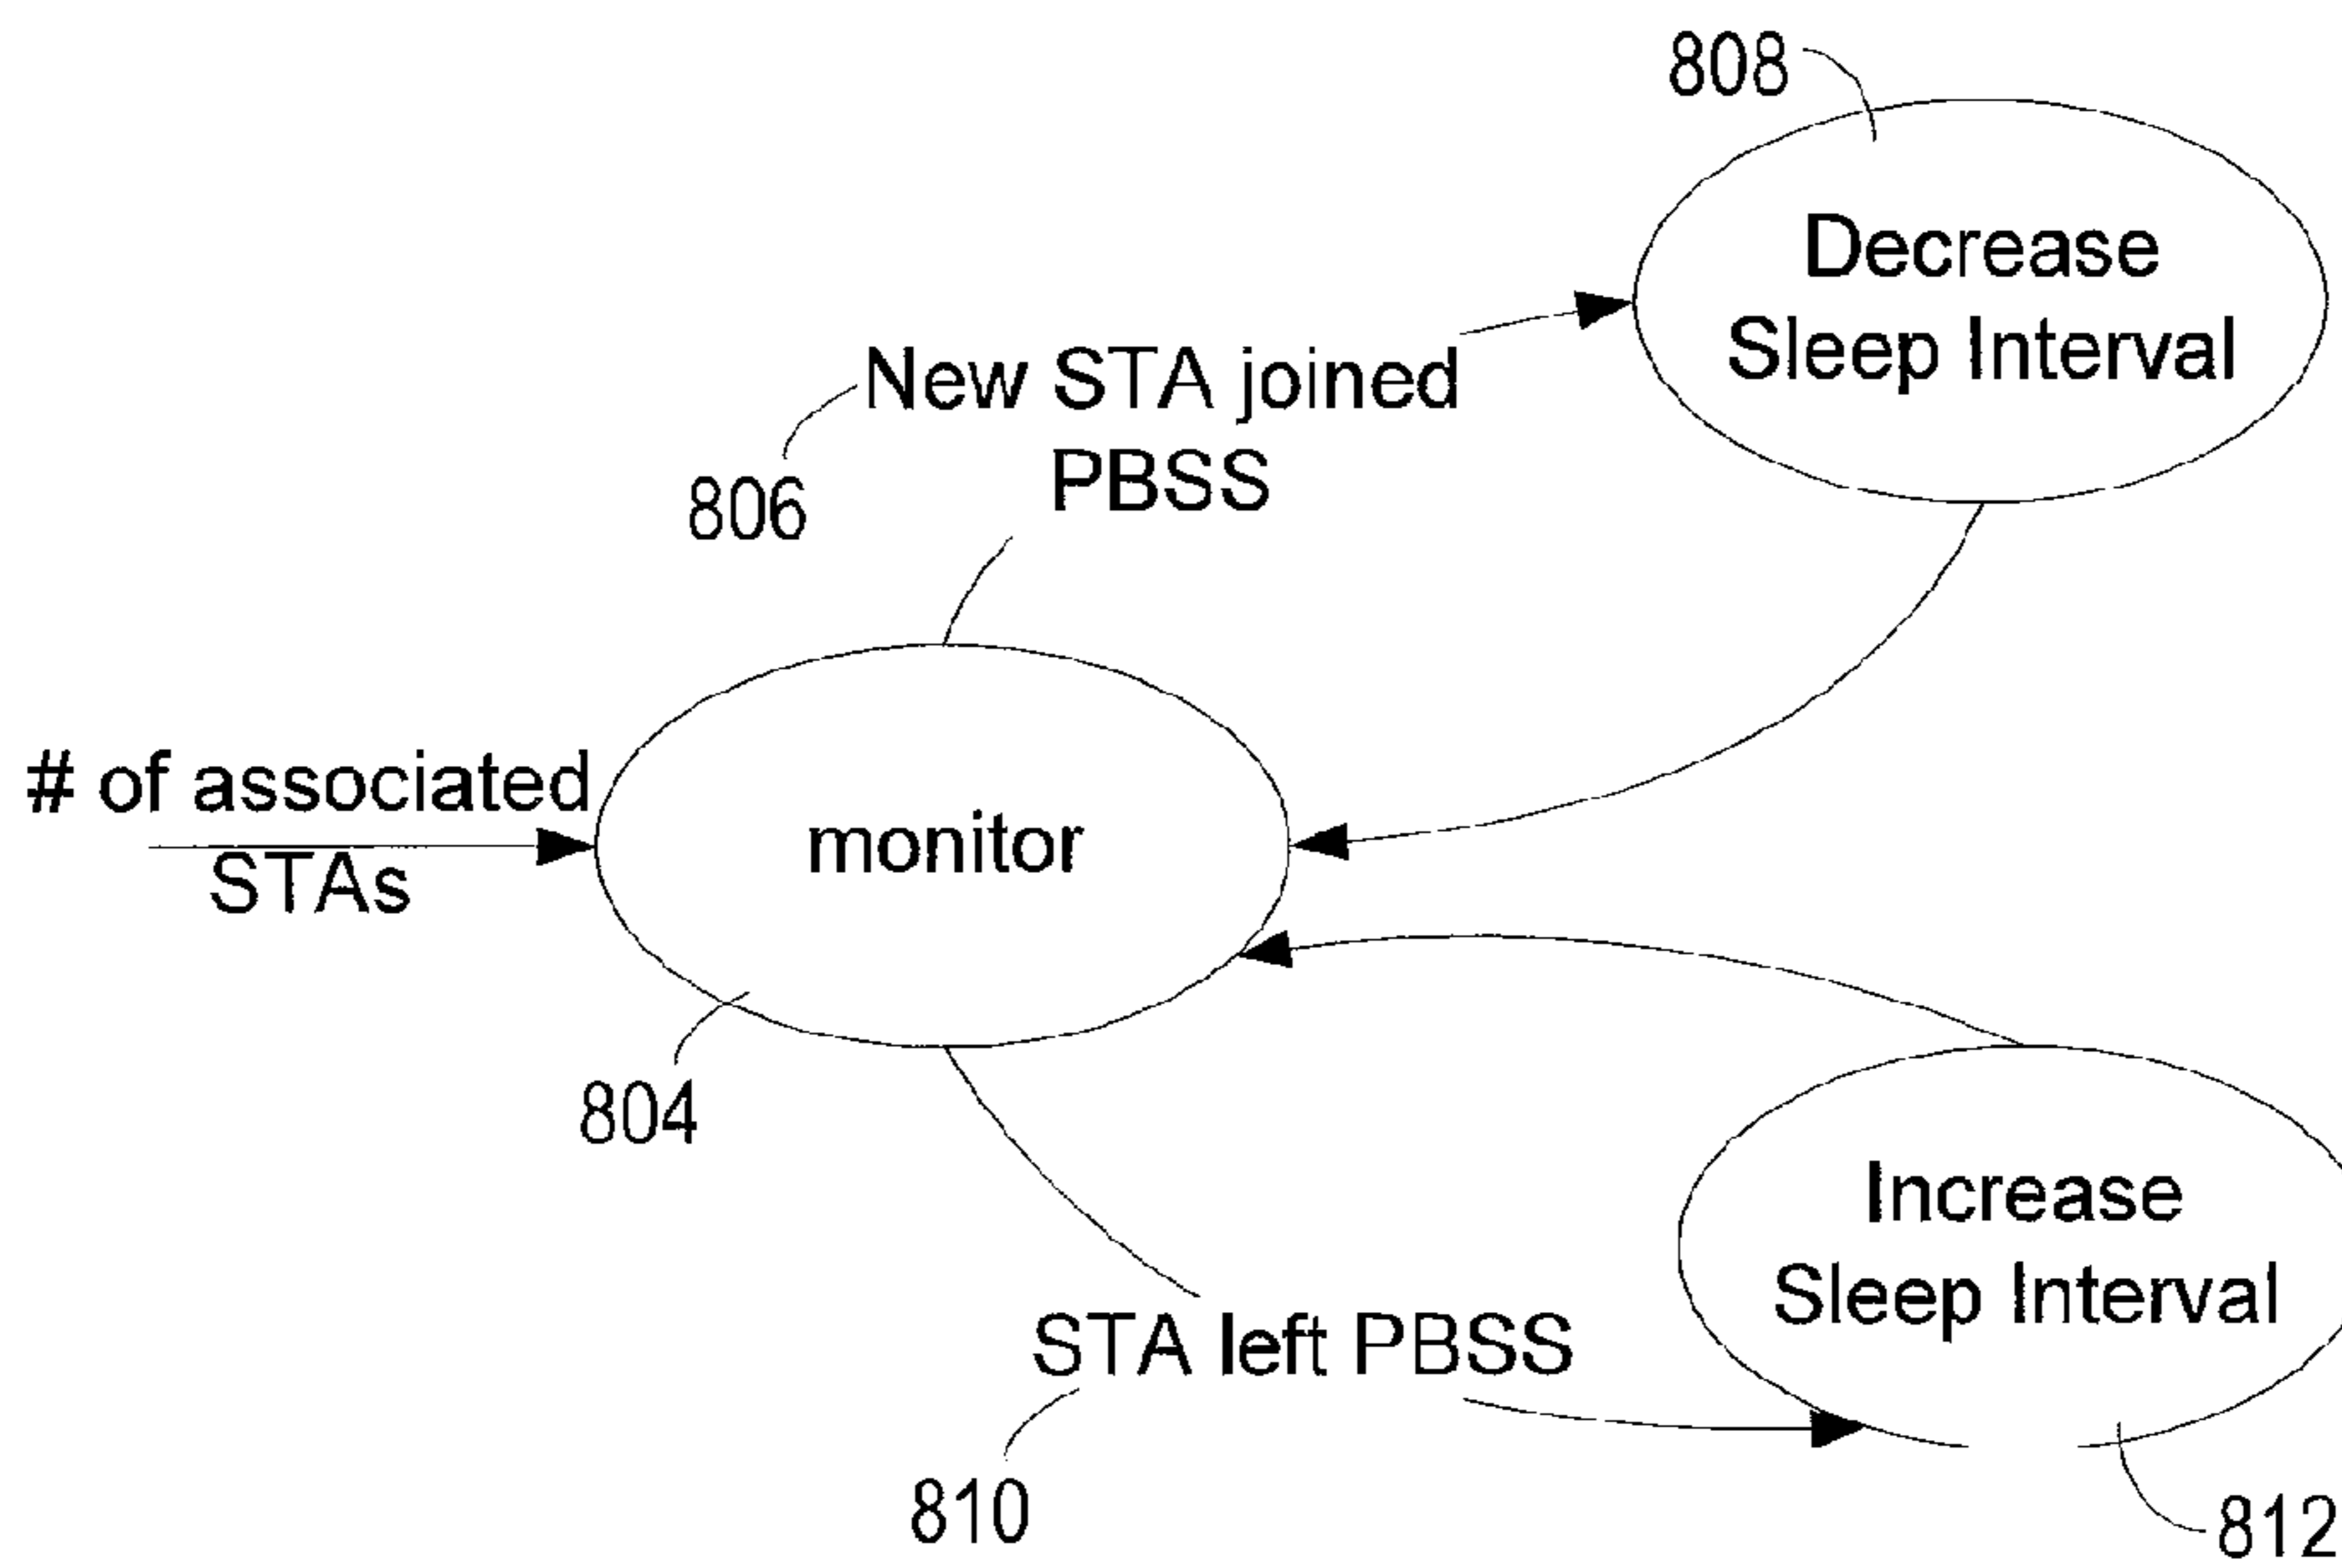 808
Decrease
Sleep Interval
New STA joined
PBSS
806
# of associated
STAs
monitor
804
Increase
Sleep Interval
STA left PBSS
810
812